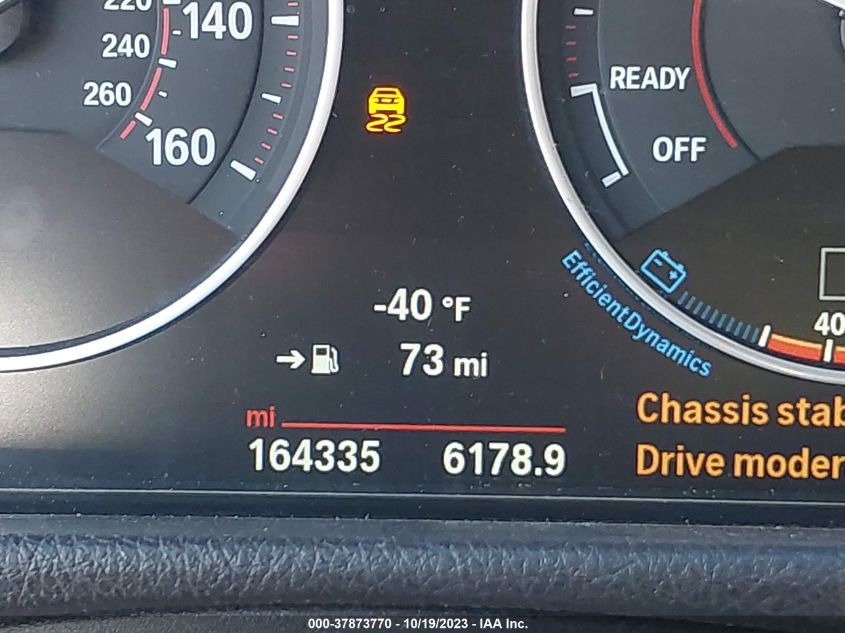 220
240
260
140
160
READY
OFF
EfficientDynamics
-40 °F
73 mi
mi
164335 6178.9
40
Chassis stab
Drive moder
000-37873770 - 10/19/2023 - IAA Inc.